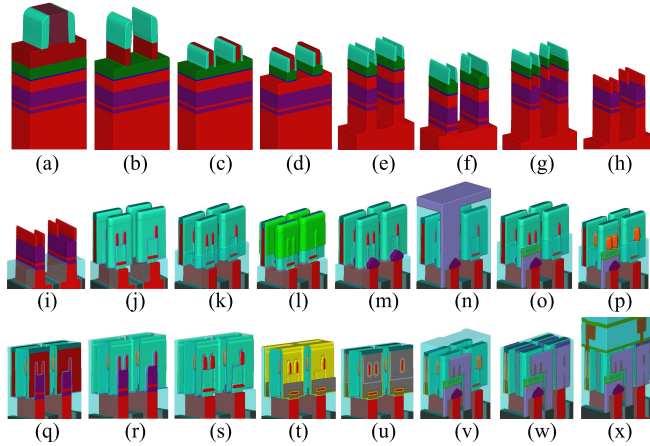 (a) (b) (c) (d) (e) (f) (g) (h)
(i) (j) (k) (l) (m) (n) (o) (p)
(q) (r) (s) (t) (u) (v) (w) (x)